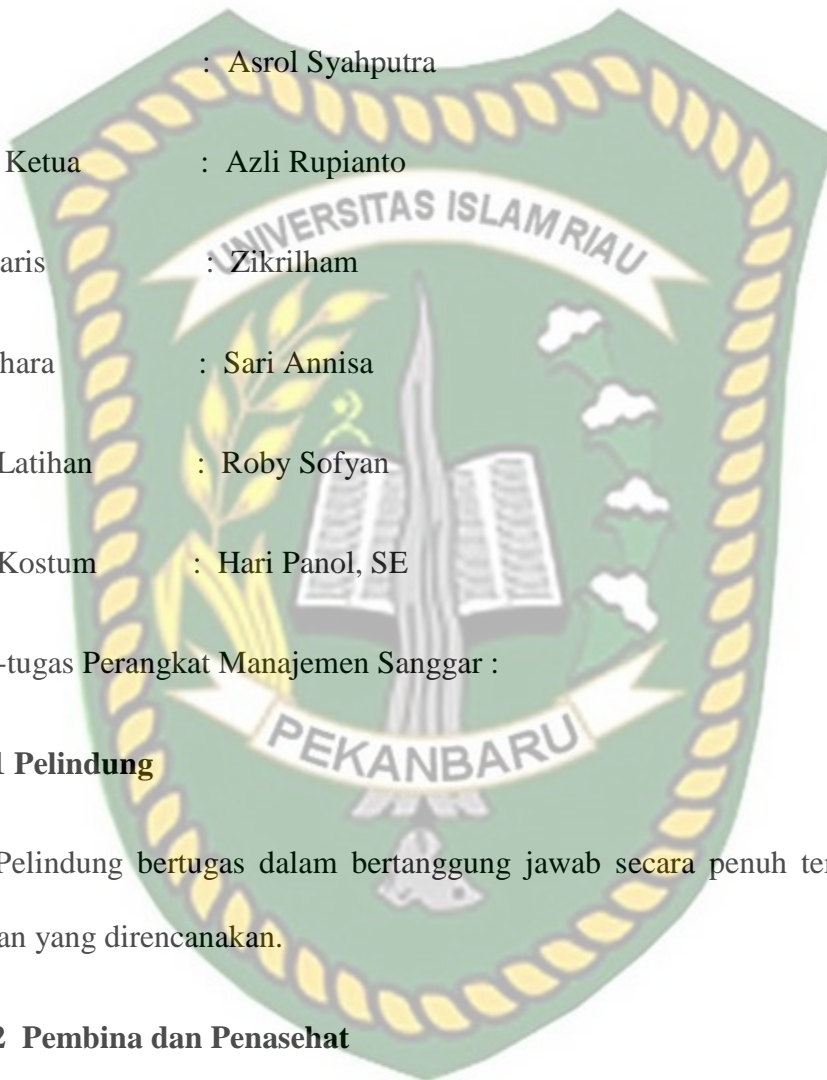 : Asrol Syahputra
Ketua : Azli Rupianto
UNIVERSITAS ISLAM RIAU
aris : Zikrilham
hara : Sari Annisa
Latihan : Roby Sofyan
Kostum : Hari Panol, SE
-tugas Perangkat Manajemen Sanggar :
PEKANBARU
1 Pelindung
Pelindung bertugas dalam bertanggung jawab secara penuh ter
an yang direncanakan.
2 Pembina dan Penasehat